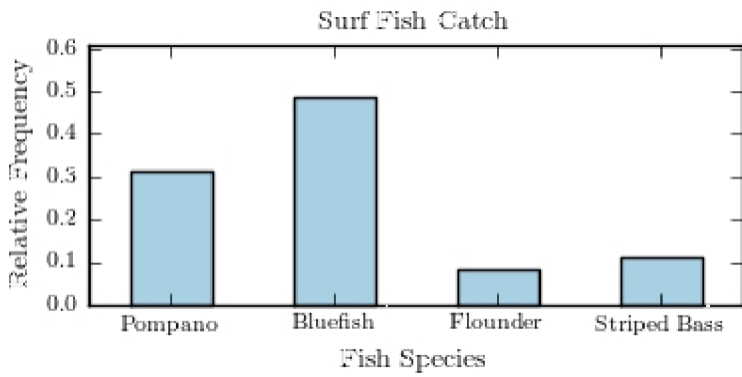 Surf Fish Catch
0.6
0.5
0.4
0.3
0.2
0.1
0.0
Relative Frequency
Pompano Bluefish Flounder Striped Bass
Fish Species